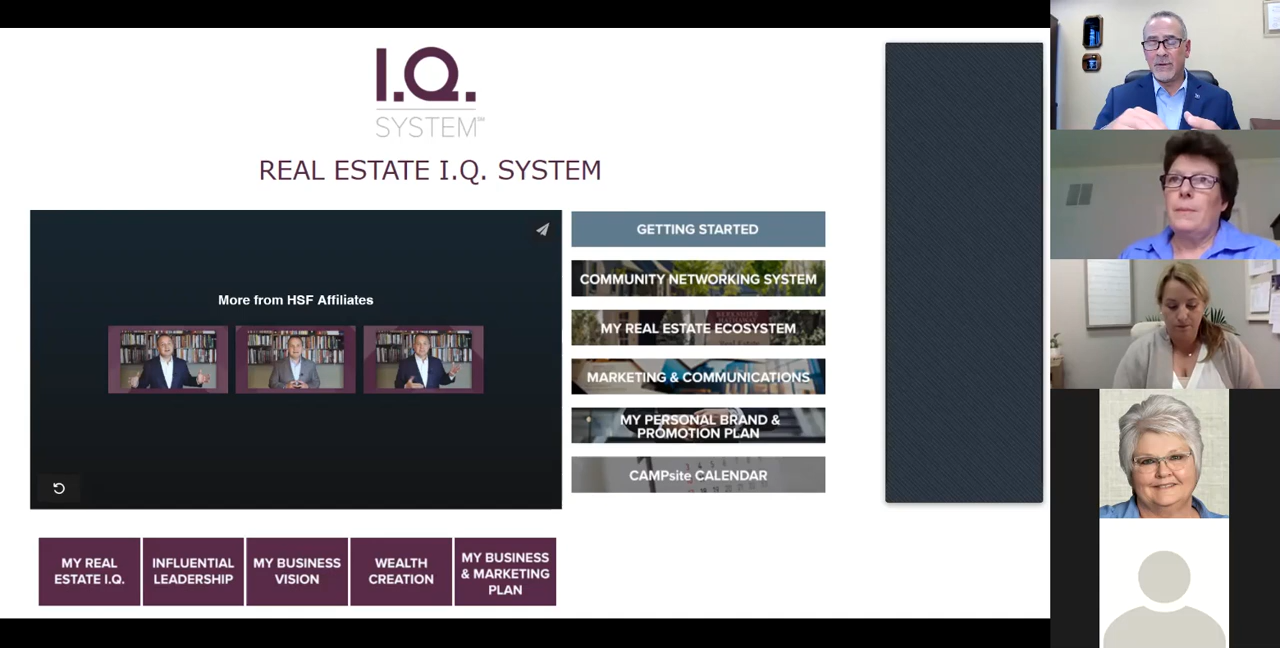 I.Q.
SYSTEM℠
REAL ESTATE I.Q. SYSTEM
More from HSF Affiliates
GETTING STARTED
COMMUNITY NETWORKING SYSTEM
MY REAL ESTATE ECOSYSTEM
MARKETING & COMMUNICATIONS
MY PERSONAL BRAND &
PROMOTION PLAN
CAMPsite CALENDAR
MY REAL
ESTATE I.Q.
INFLUENTIAL
LEADERSHIP
MY BUSINESS
VISION
WEALTH
CREATION
MY BUSINESS
& MARKETING
PLAN